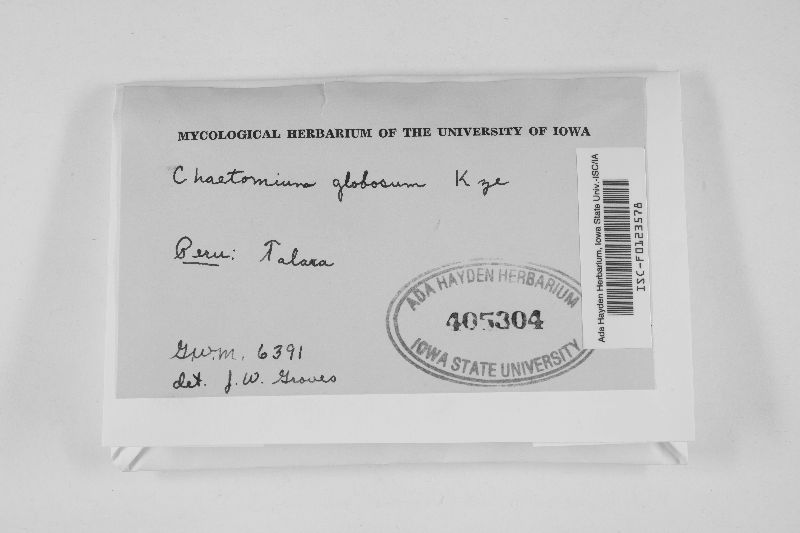 MYCOLOGICAL HERBARIUM OF THE UNIVERSITY OF IOWA
Chaetomium globosum Kze
Peru: Talara
G.W.M. 6391
det. J. W. Groves
ADA HAYDEN HERBARIUM
405304
IOWA STATE UNIVERSITY
Ada Hayden Herbarium, Iowa State Univ.-ISC/IA
ISC-F0123578